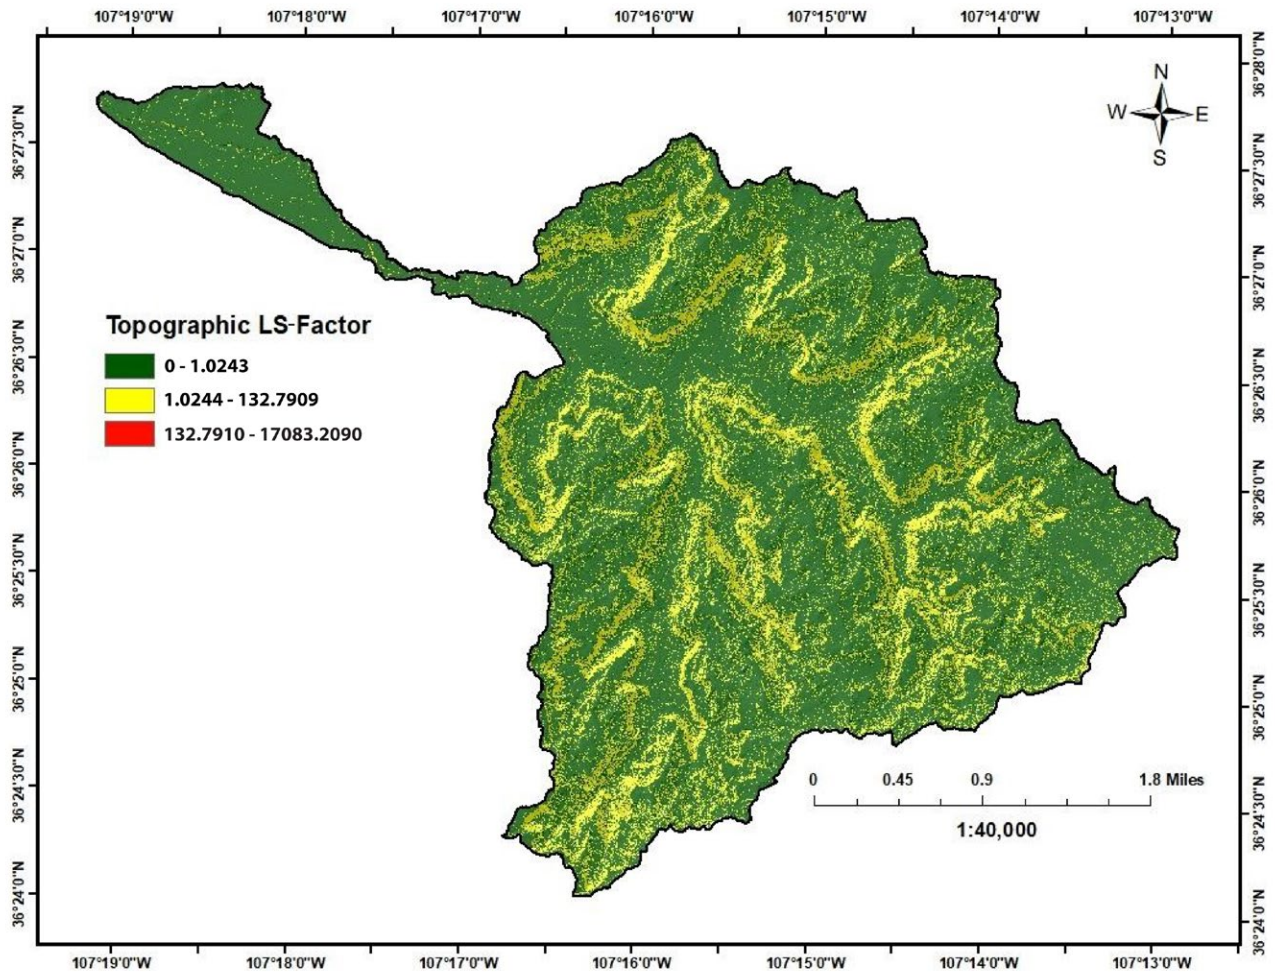 107°19'0"W 107°18'0"W 107°17'0"W 107°16'0"W 107°15'0"W 107°14'0"W 107°13'0"W
N
W E
S
36°27'30"N
36°27'0"N
36°26'30"N
36°26'0"N
36°25'30"N
36°25'0"N
36°24'30"N
36°24'0"N
Topographic LS-Factor
0 - 1.0243
1.0244 - 132.7909
132.7910 - 17083.2090
36°28'0"N
36°27'30"N
36°27'0"N
36°26'30"N
36°26'0"N
36°25'30"N
36°25'0"N
36°24'30"N
36°24'0"N
0 0.45 0.9 1.8 Miles
1:40,000
107°19'0"W 107°18'0"W 107°17'0"W 107°16'0"W 107°15'0"W 107°14'0"W 107°13'0"W